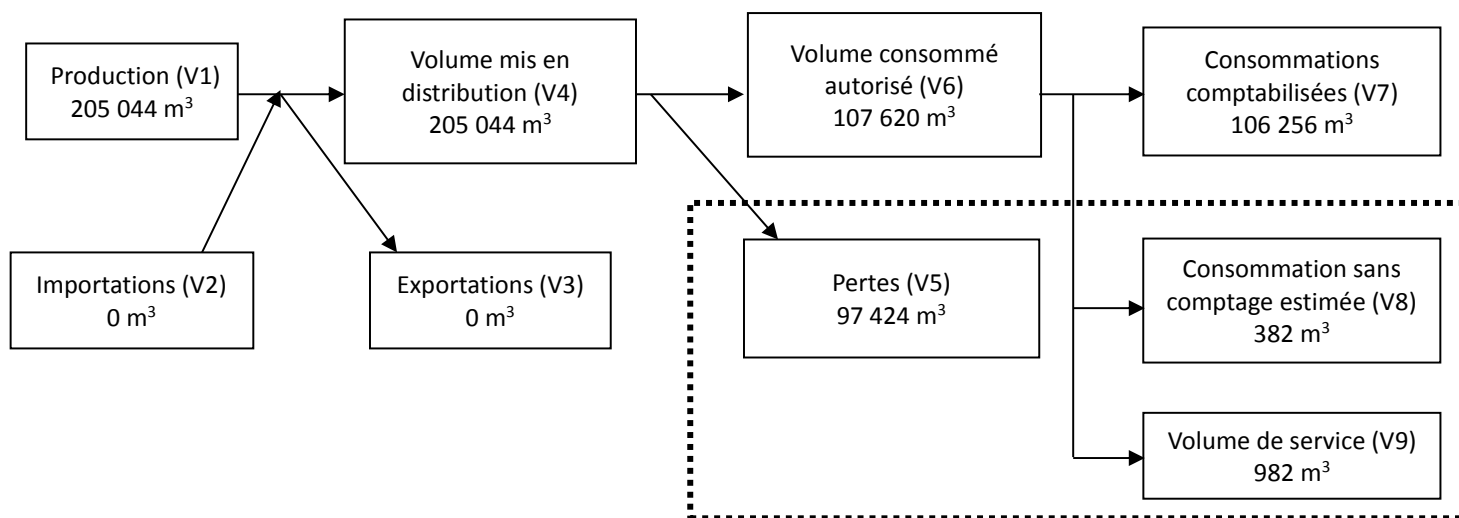 Production (V1)
205 044 m³
Volume mis en
distribution (V4)
205 044 m³
Volume consommé
autorisé (V6)
107 620 m³
Consommations
comptabilisées (V7)
106 256 m³
Importations (V2)
0 m³
Exportations (V3)
0 m³
Pertes (V5)
97 424 m³
Consommation sans
comptage estimée (V8)
382 m³
Volume de service (V9)
982 m³